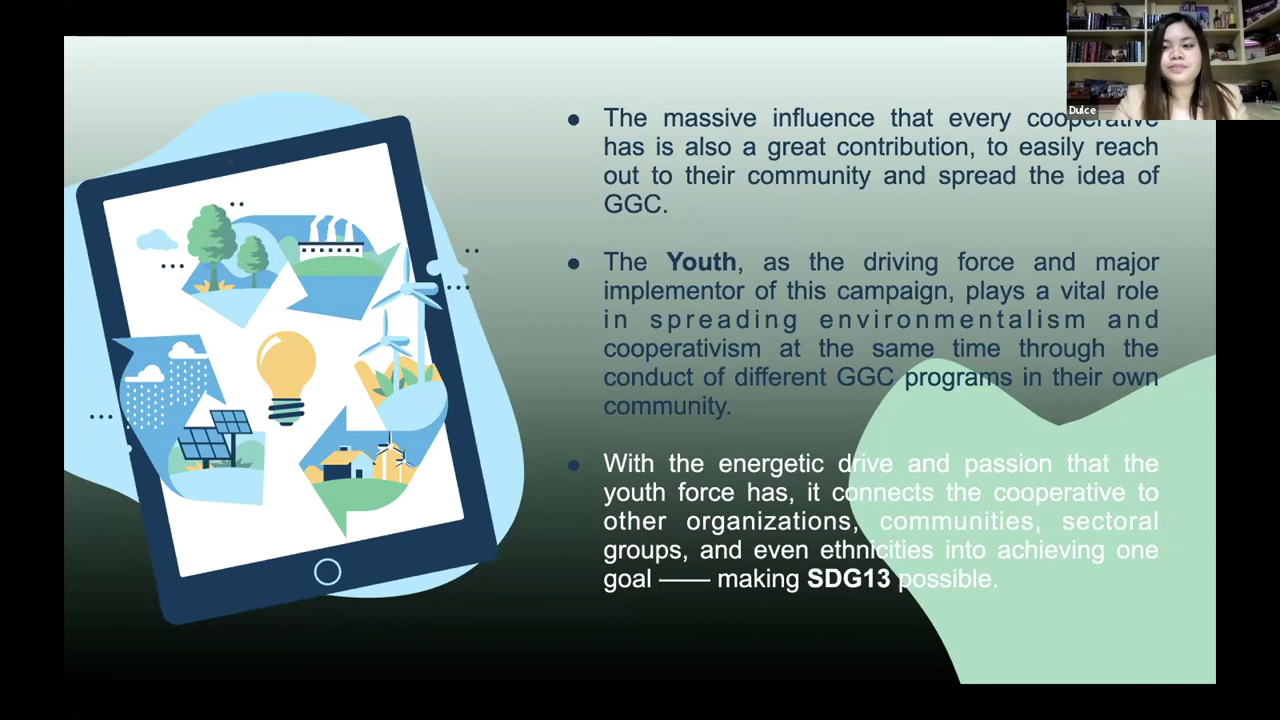 The massive influence that every cooperative
has is also a great contribution, to easily reach
out to their community and spread the idea of
GGC.
The Youth, as the driving force and major
implementor of this campaign, plays a vital role
in spreading environmentalism and
cooperativism at the same time through the
conduct of different GGC programs in their own
community.
With the energetic drive and passion that the
youth force has, it connects the cooperative to
other organizations, communities, sectoral
groups, and even ethnicities into achieving one
goal —— making SDG13 possible.
Dulce